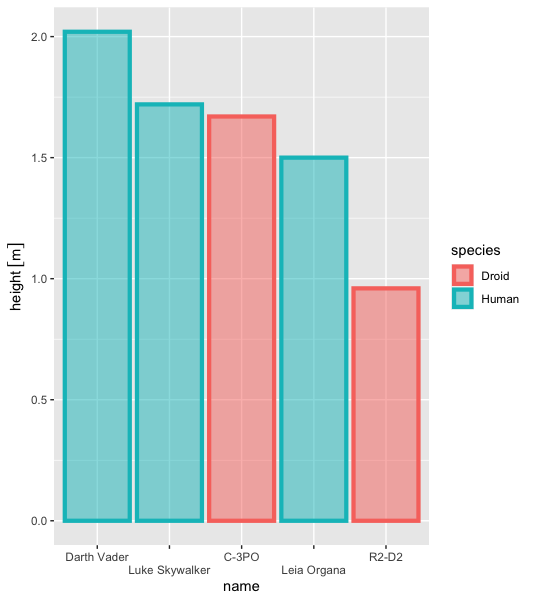 2.0
1.5
1.0
0.5
0.0
height [m]
Darth Vader
Luke Skywalker
C-3PO
Leia Organa
R2-D2
name
species
Droid
Human